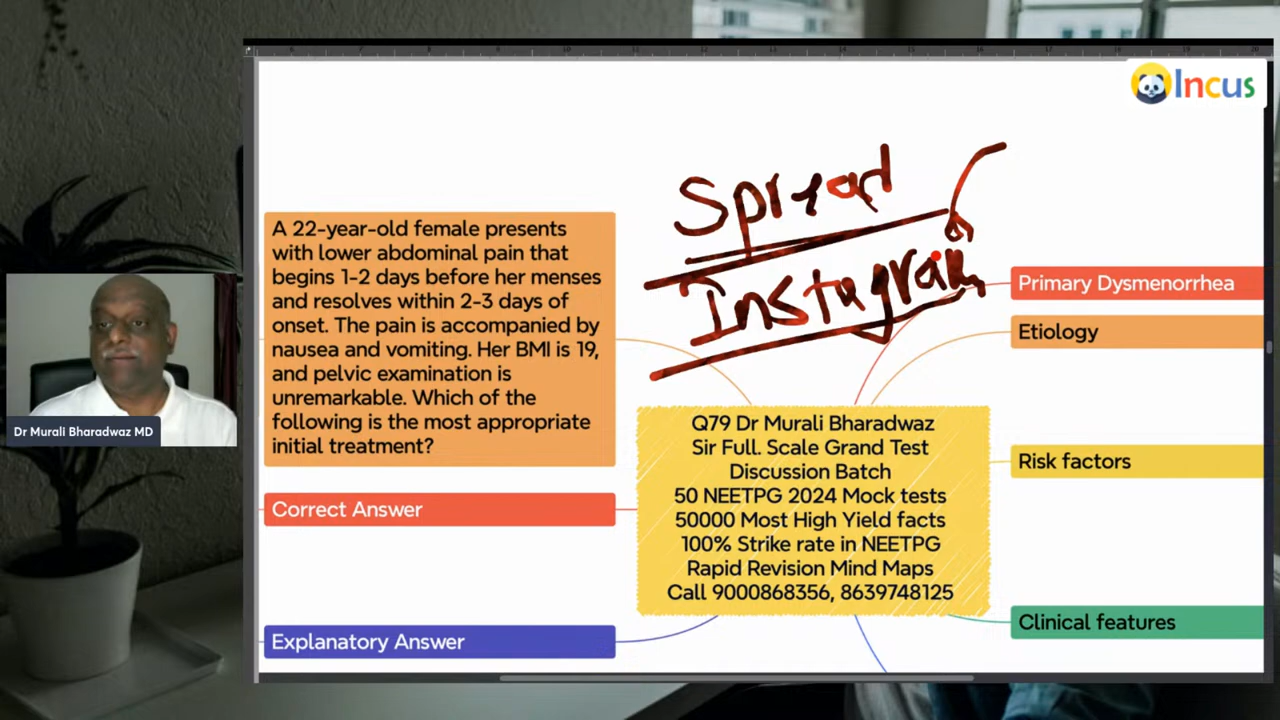 Incus
Spread
Instagram
A 22-year-old female presents
with lower abdominal pain that
begins 1-2 days before her menses
and resolves within 2-3 days of
onset. The pain is accompanied by
nausea and vomiting. Her BMI is 19,
and pelvic examination is
unremarkable. Which of the
following is the most appropriate
initial treatment?
Correct Answer
Explanatory Answer
Q79 Dr Murali Bharadwaz
Sir Full. Scale Grand Test
Discussion Batch
50 NEETPG 2024 Mock tests
50000 Most High Yield facts
100% Strike rate in NEETPG
Rapid Revision Mind Maps
Call 9000868356, 8639748125
Primary Dysmenorrhea
Etiology
Risk factors
Clinical features
Dr Murali Bharadwaz MD